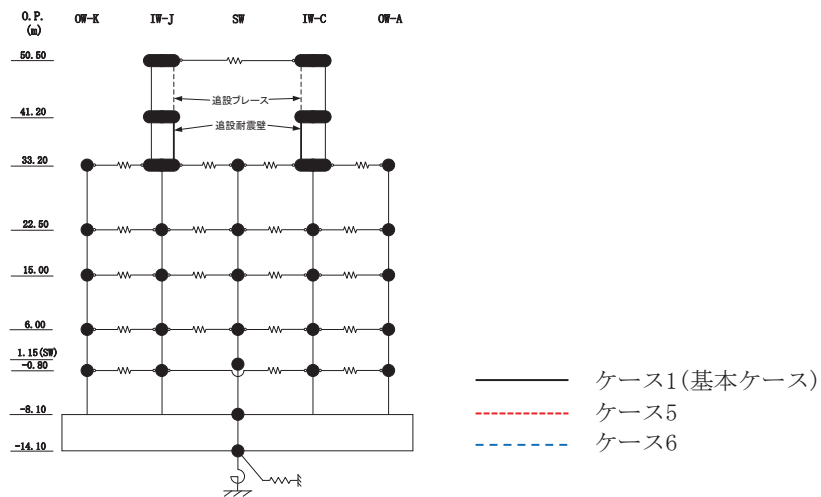 O.P.
(m)
OW-K IW-J SW IW-C OW-A
50.50
追設ブレース
41.20
追設耐震壁
33.20
22.50
15.00
6.00
1.15(SW)
-0.80
-8.10
-14.10
ケース1(基本ケース)
ケース5
ケース6